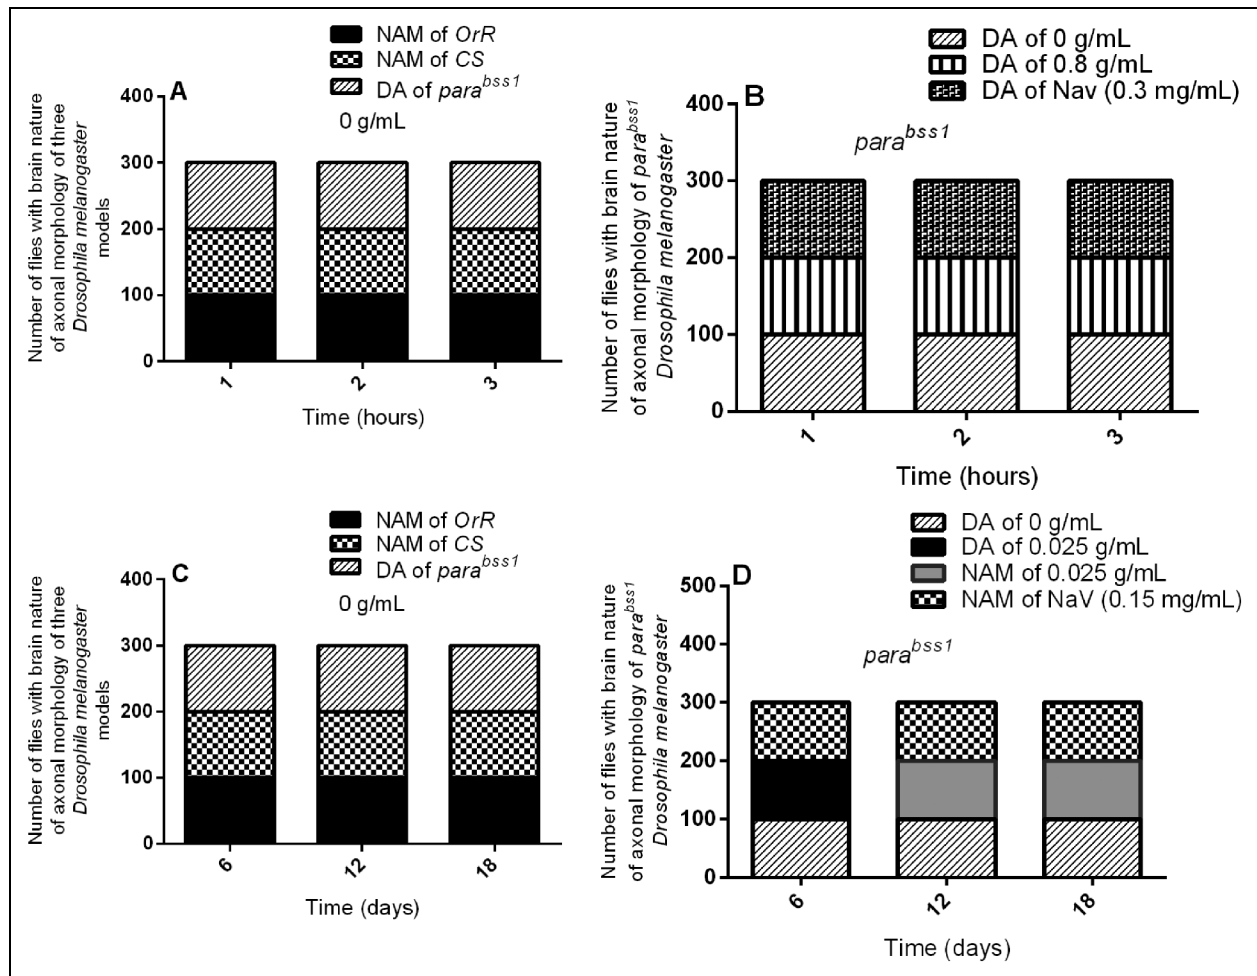 NAM of OrR
NAM of CS
DA of para^bss1
0 g/mL
A
Number of flies with brain nature
of axonal morphology of three
Drosophila melanogaster
models
400
300
200
100
0
1
2
3
Time (hours)
DA of 0 g/mL
DA of 0.8 g/mL
DA of Nav (0.3 mg/mL)
B
para^bss1
Number of flies with brain nature
of axonal morphology of para^bss1
Drosophila melanogaster
400
300
200
100
0
1
2
3
Time (hours)
NAM of OrR
NAM of CS
DA of para^bss1
0 g/mL
C
Number of flies with brain nature
of axonal morphology of three
Drosophila melanogaster
models
400
300
200
100
0
6
12
18
Time (days)
DA of 0 g/mL
DA of 0.025 g/mL
NAM of 0.025 g/mL
NAM of NaV (0.15 mg/mL)
D
para^bss1
Number of flies with brain nature
of axonal morphology of para^bss1
Drosophila melanogaster
500
400
300
200
100
0
6
12
18
Time (days)